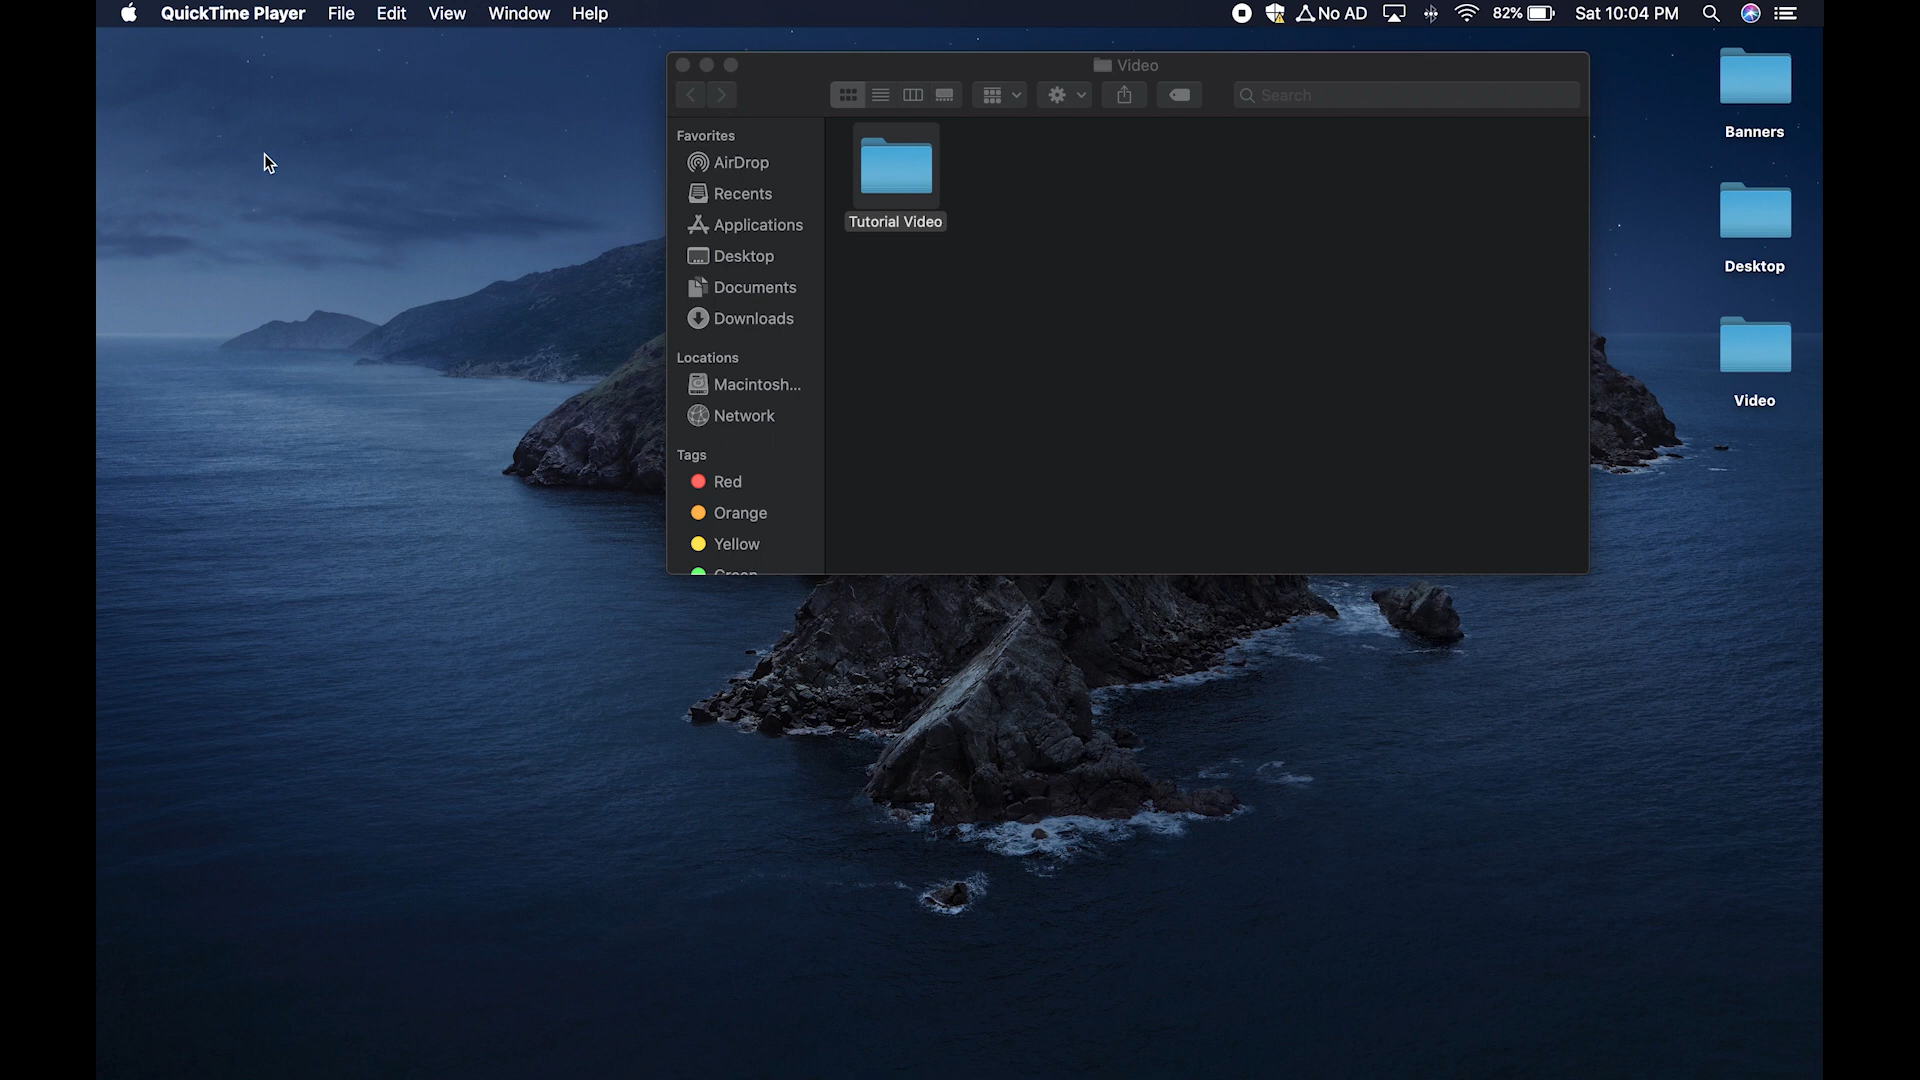 QuickTime Player File Edit View Window Help No AD 82% Sat 10:04 PM
Video
Search
Favorites
AirDrop
Recents
Applications
Desktop
Documents
Downloads
Locations
Macintosh...
Network
Tags
Red
Orange
Yellow
Green
Tutorial Video
Banners
Desktop
Video